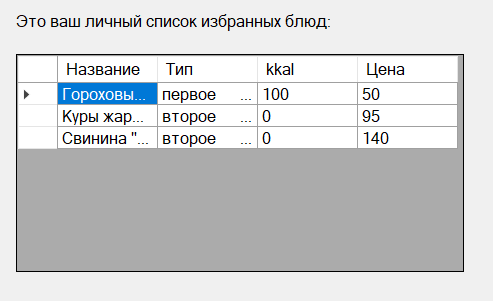 Это ваш личный список избранных блюд:
Название Тип kkal Цена
Гороховы... первое ... 100 50
Куры жар... второе ... 0 95
Свинина "... второе ... 0 140